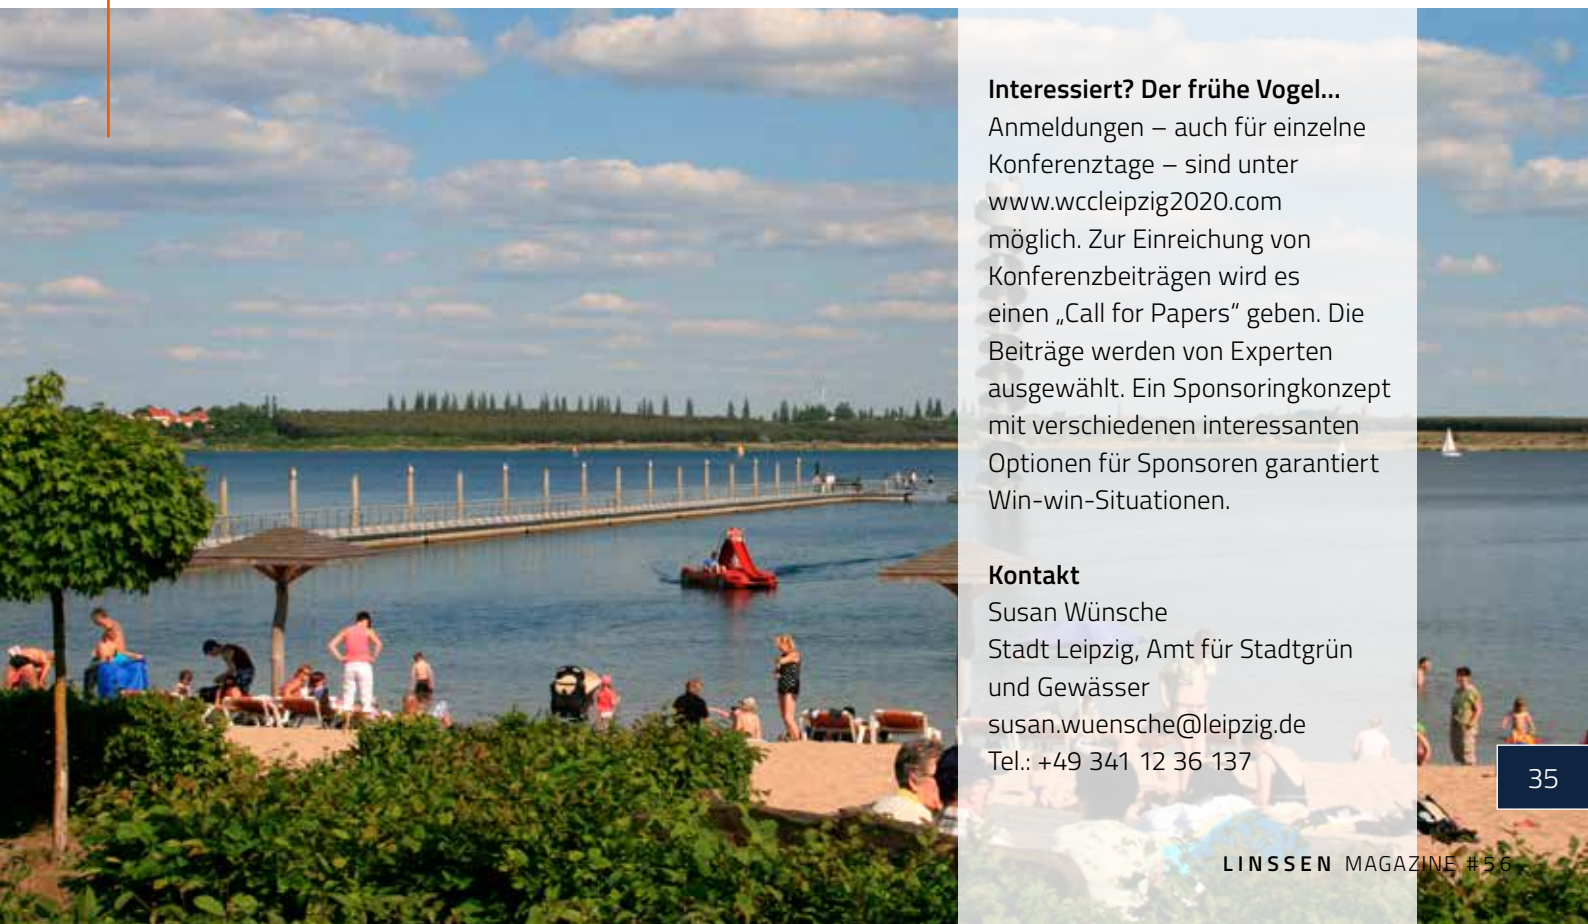 Interessiert? Der frühe Vogel...
Anmeldungen – auch für einzelne
Konferenztage – sind unter
www.wccleipzig2020.com
möglich. Zur Einreichung von
Konferenzbeiträgen wird es
einen „Call for Papers“ geben. Die
Beiträge werden von Experten
ausgewählt. Ein Sponsoringkonzept
mit verschiedenen interessanten
Optionen für Sponsoren garantiert
Win-win-Situationen.
Kontakt
Susan Wünsche
Stadt Leipzig, Amt für Stadtgrün
und Gewässer
susan.wuensche@leipzig.de
Tel.: +49 341 12 36 137
35
LINSSEN MAGAZINE #56